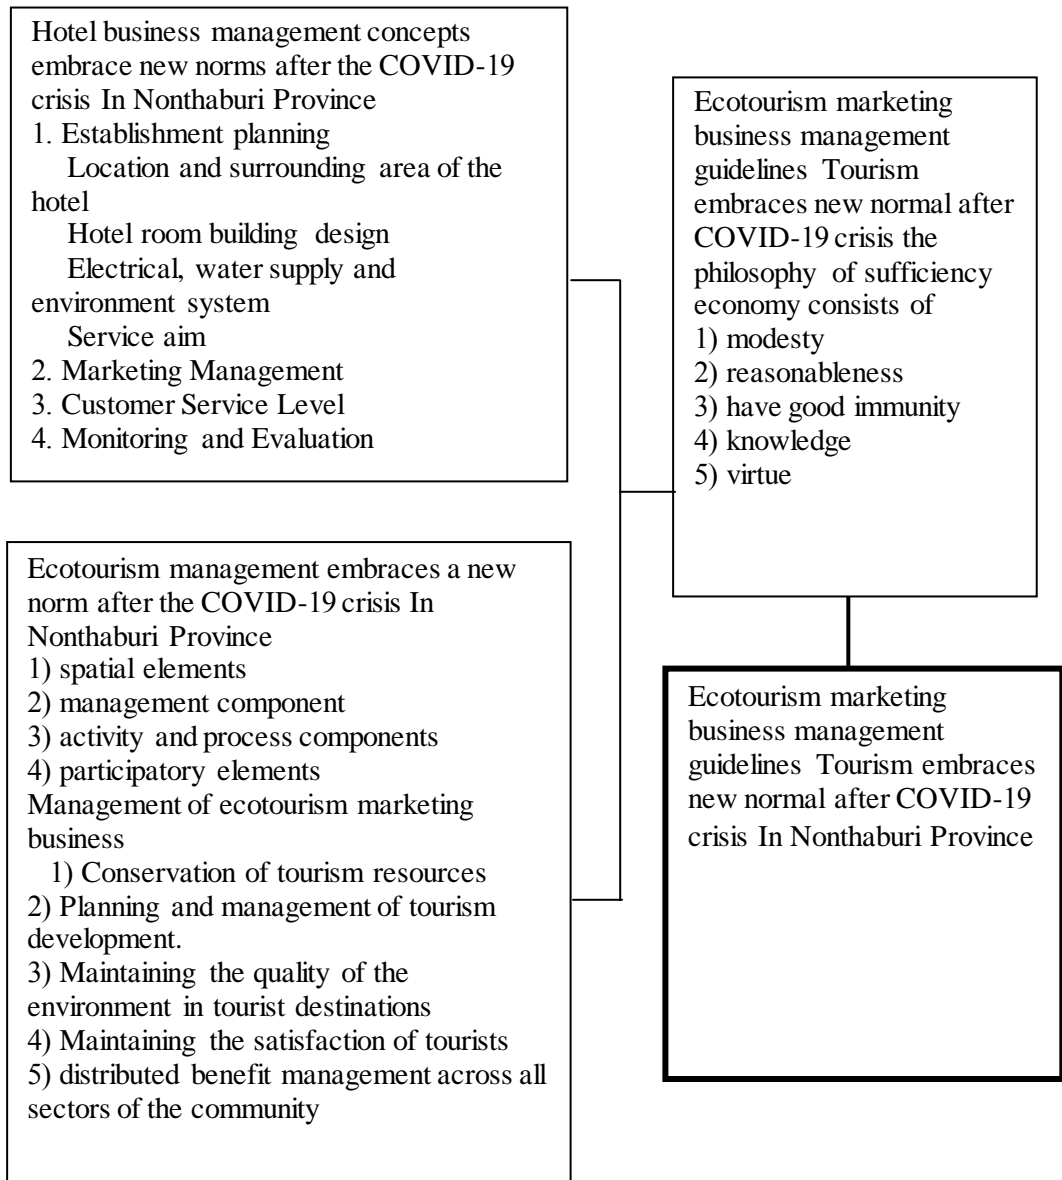 Hotel business management concepts
embrace new norms after the COVID-19
crisis In Nonthaburi Province
1. Establishment planning
Location and surrounding area of the
hotel
Hotel room building design
Electrical, water supply and
environment system
Service aim
2. Marketing Management
3. Customer Service Level
4. Monitoring and Evaluation
Ecotourism management embraces a new
norm after the COVID-19 crisis In
Nonthaburi Province
1) spatial elements
2) management component
3) activity and process components
4) participatory elements
Management of ecotourism marketing
business
1) Conservation of tourism resources
2) Planning and management of tourism
development.
3) Maintaining the quality of the
environment in tourist destinations
4) Maintaining the satisfaction of tourists
5) distributed benefit management across all
sectors of the community
Ecotourism marketing
business management
guidelines Tourism
embraces new normal after
COVID-19 crisis the
philosophy of sufficiency
economy consists of
1) modesty
2) reasonableness
3) have good immunity
4) knowledge
5) virtue
Ecotourism marketing
business management
guidelines Tourism embraces
new normal after COVID-19
crisis In Nonthaburi Province